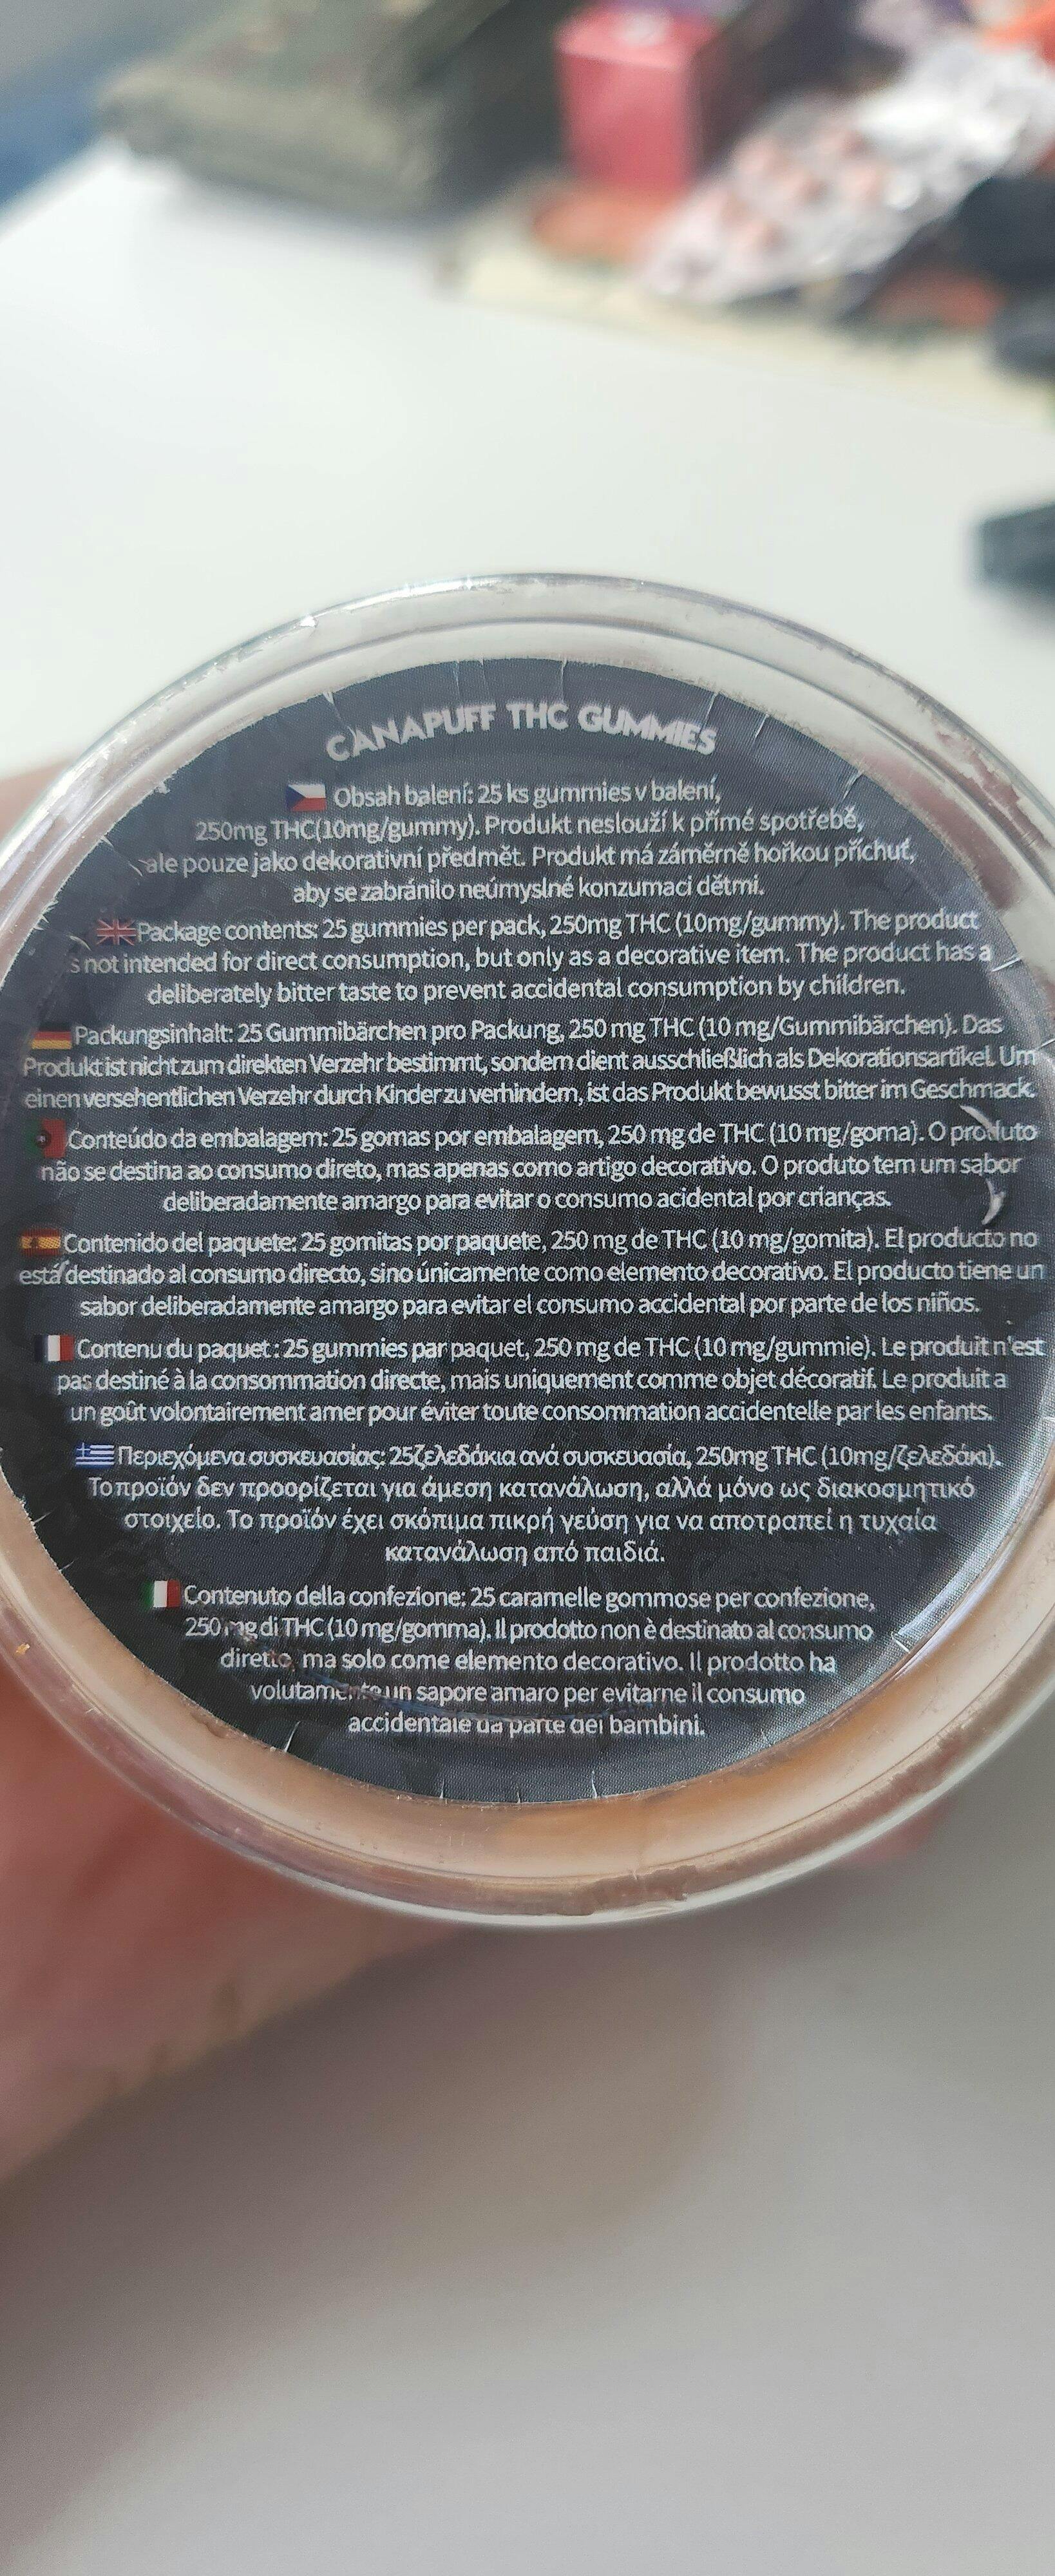 CANAPUFF THC GUMMIES
Obsah balení: 25 ks gummies v balení,
250mg THC(10mg/gummy). Produkt neslouží k přímé spotřebě,
ale pouze jako dekorativní předmět. Produkt má záměrně hořkou příchuť,
aby se zabránilo neúmyslné konzumaci dětmi.
Package contents: 25 gummies per pack, 250mg THC (10mg/gummy). The product
is not intended for direct consumption, but only as a decorative item. The product has a
deliberately bitter taste to prevent accidental consumption by children.
Packungsinhalt: 25 Gummibärchen pro Packung, 250 mg THC (10 mg/Gummibärchen). Das
Produkt ist nicht zum direkten Verzehr bestimmt, sondern dient ausschließlich als Dekorationsartikel. Um
einen versehentlichen Verzehr durch Kinder zu verhindern, ist das Produkt bewusst bitter im Geschmack.
Conteúdo da embalagem: 25 gomas por embalagem, 250 mg de THC (10 mg/goma). O produto
não se destina ao consumo direto, mas apenas como artigo decorativo. O produto tem um sabor
deliberadamente amargo para evitar o consumo acidental por crianças.
Contenido del paquete: 25 gomitas por paquete, 250 mg de THC (10 mg/gomita). El producto no
está destinado al consumo directo, sino únicamente como elemento decorativo. El producto tiene un
sabor deliberadamente amargo para evitar el consumo accidental por parte de los niños.
Contenu du paquet : 25 gummies par paquet, 250 mg de THC (10 mg/gummie). Le produit n'est
pas destiné à la consommation directe, mais uniquement comme objet décoratif. Le produit a
un goût volontairement amer pour éviter toute consommation accidentelle par les enfants.
Περιεχόμενα συσκευασίας: 25ζελεδάκια ανά συσκευασία, 250mg THC (10mg/ζελεδάκι).
Το προϊόν δεν προορίζεται για άμεση κατανάλωση, αλλά μόνο ως διακοσμητικό
στοιχείο. Το προϊόν έχει σκόπιμα πικρή γεύση για να αποτραπεί η τυχαία
κατανάλωση από παιδιά.
Contenuto della confezione: 25 caramelle gommose per confezione,
250 mg di THC (10 mg/gomma). Il prodotto non è destinato al consumo
diretto, ma solo come elemento decorativo. Il prodotto ha
volutamente un sapore amaro per evitarne il consumo
accidentale da parte dei bambini.